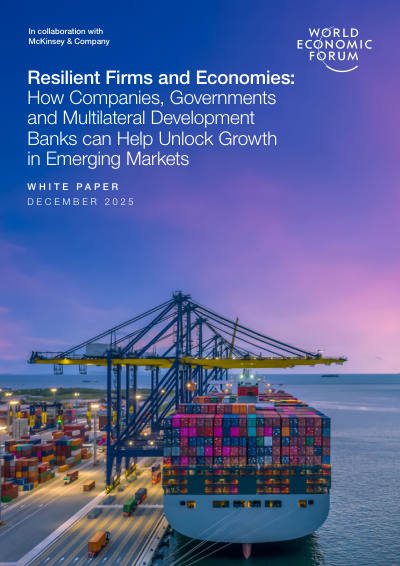 In collaboration with
McKinsey & Company
WORLD
ECONOMIC
FORUM
Resilient Firms and Economies:
How Companies, Governments
and Multilateral Development
Banks can Help Unlock Growth
in Emerging Markets
WHITE PAPER
DECEMBER 2025